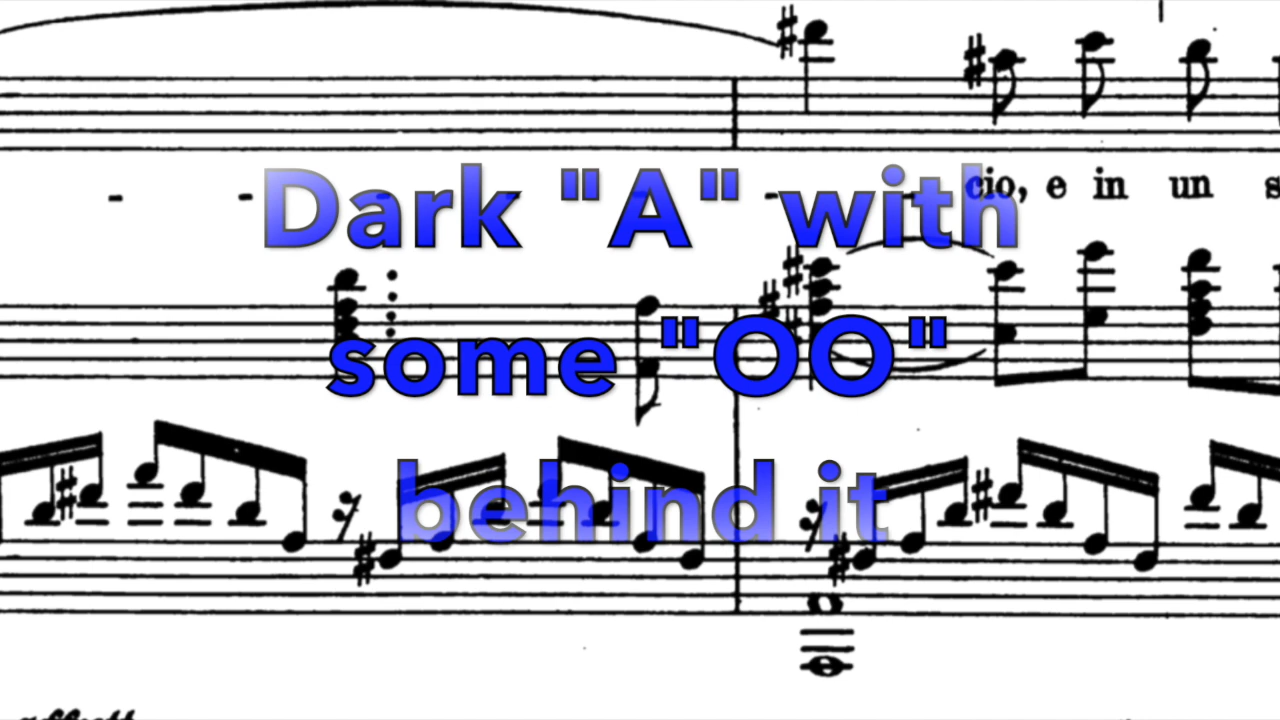 cio, e in un s
Dark "A" with
some "OO"
behind it